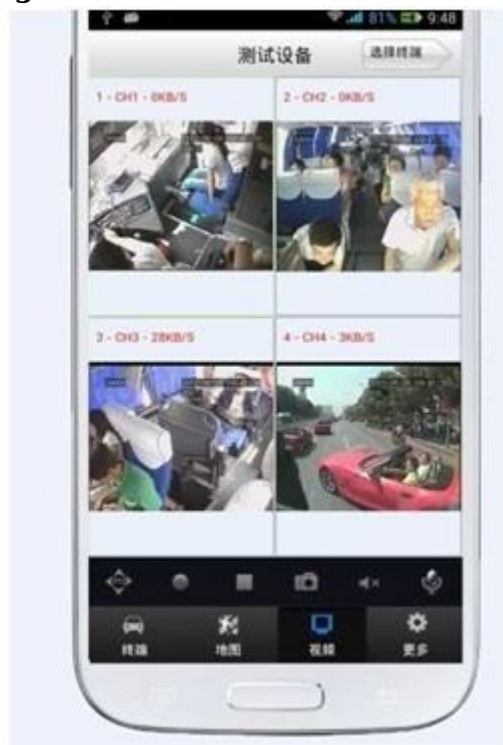 81% 9:48
测试设备 选择终端
1 - CH1 - 0KB/S
2 - CH2 - 0KB/S
3 - CH3 - 28KB/S
4 - CH4 - 3KB/S
终端 地图 视频 更多